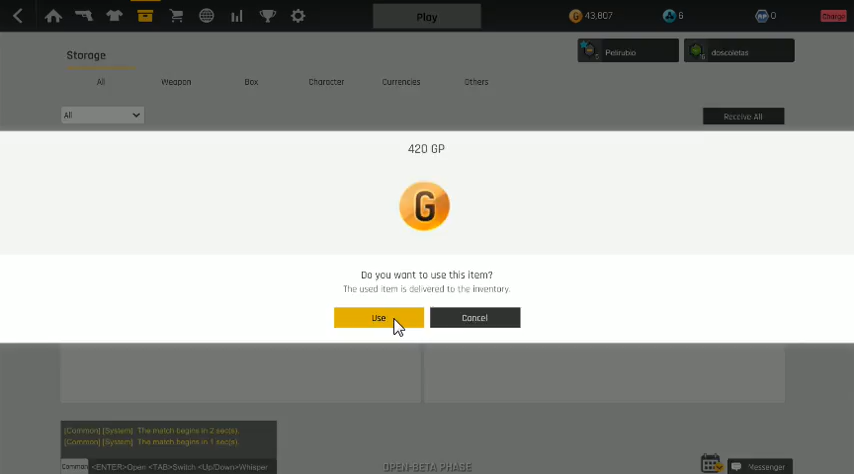 Play
43,807
6
RP 0
Charge
Storage
Pelirubio
doscoletas
All Weapon Box Character Currencies Others
All
Receive All
420 GP
G
Do you want to use this item?
The used item is delivered to the inventory.
Use Cancel
[Common] [System] The match begins in 2 sec(s).
[Common] [System] The match begins in 1 sec(s).
Common <ENTER>Open <TAB>Switch <Up/Down>Whisper
OPEN-BETA PHASE
Messenger